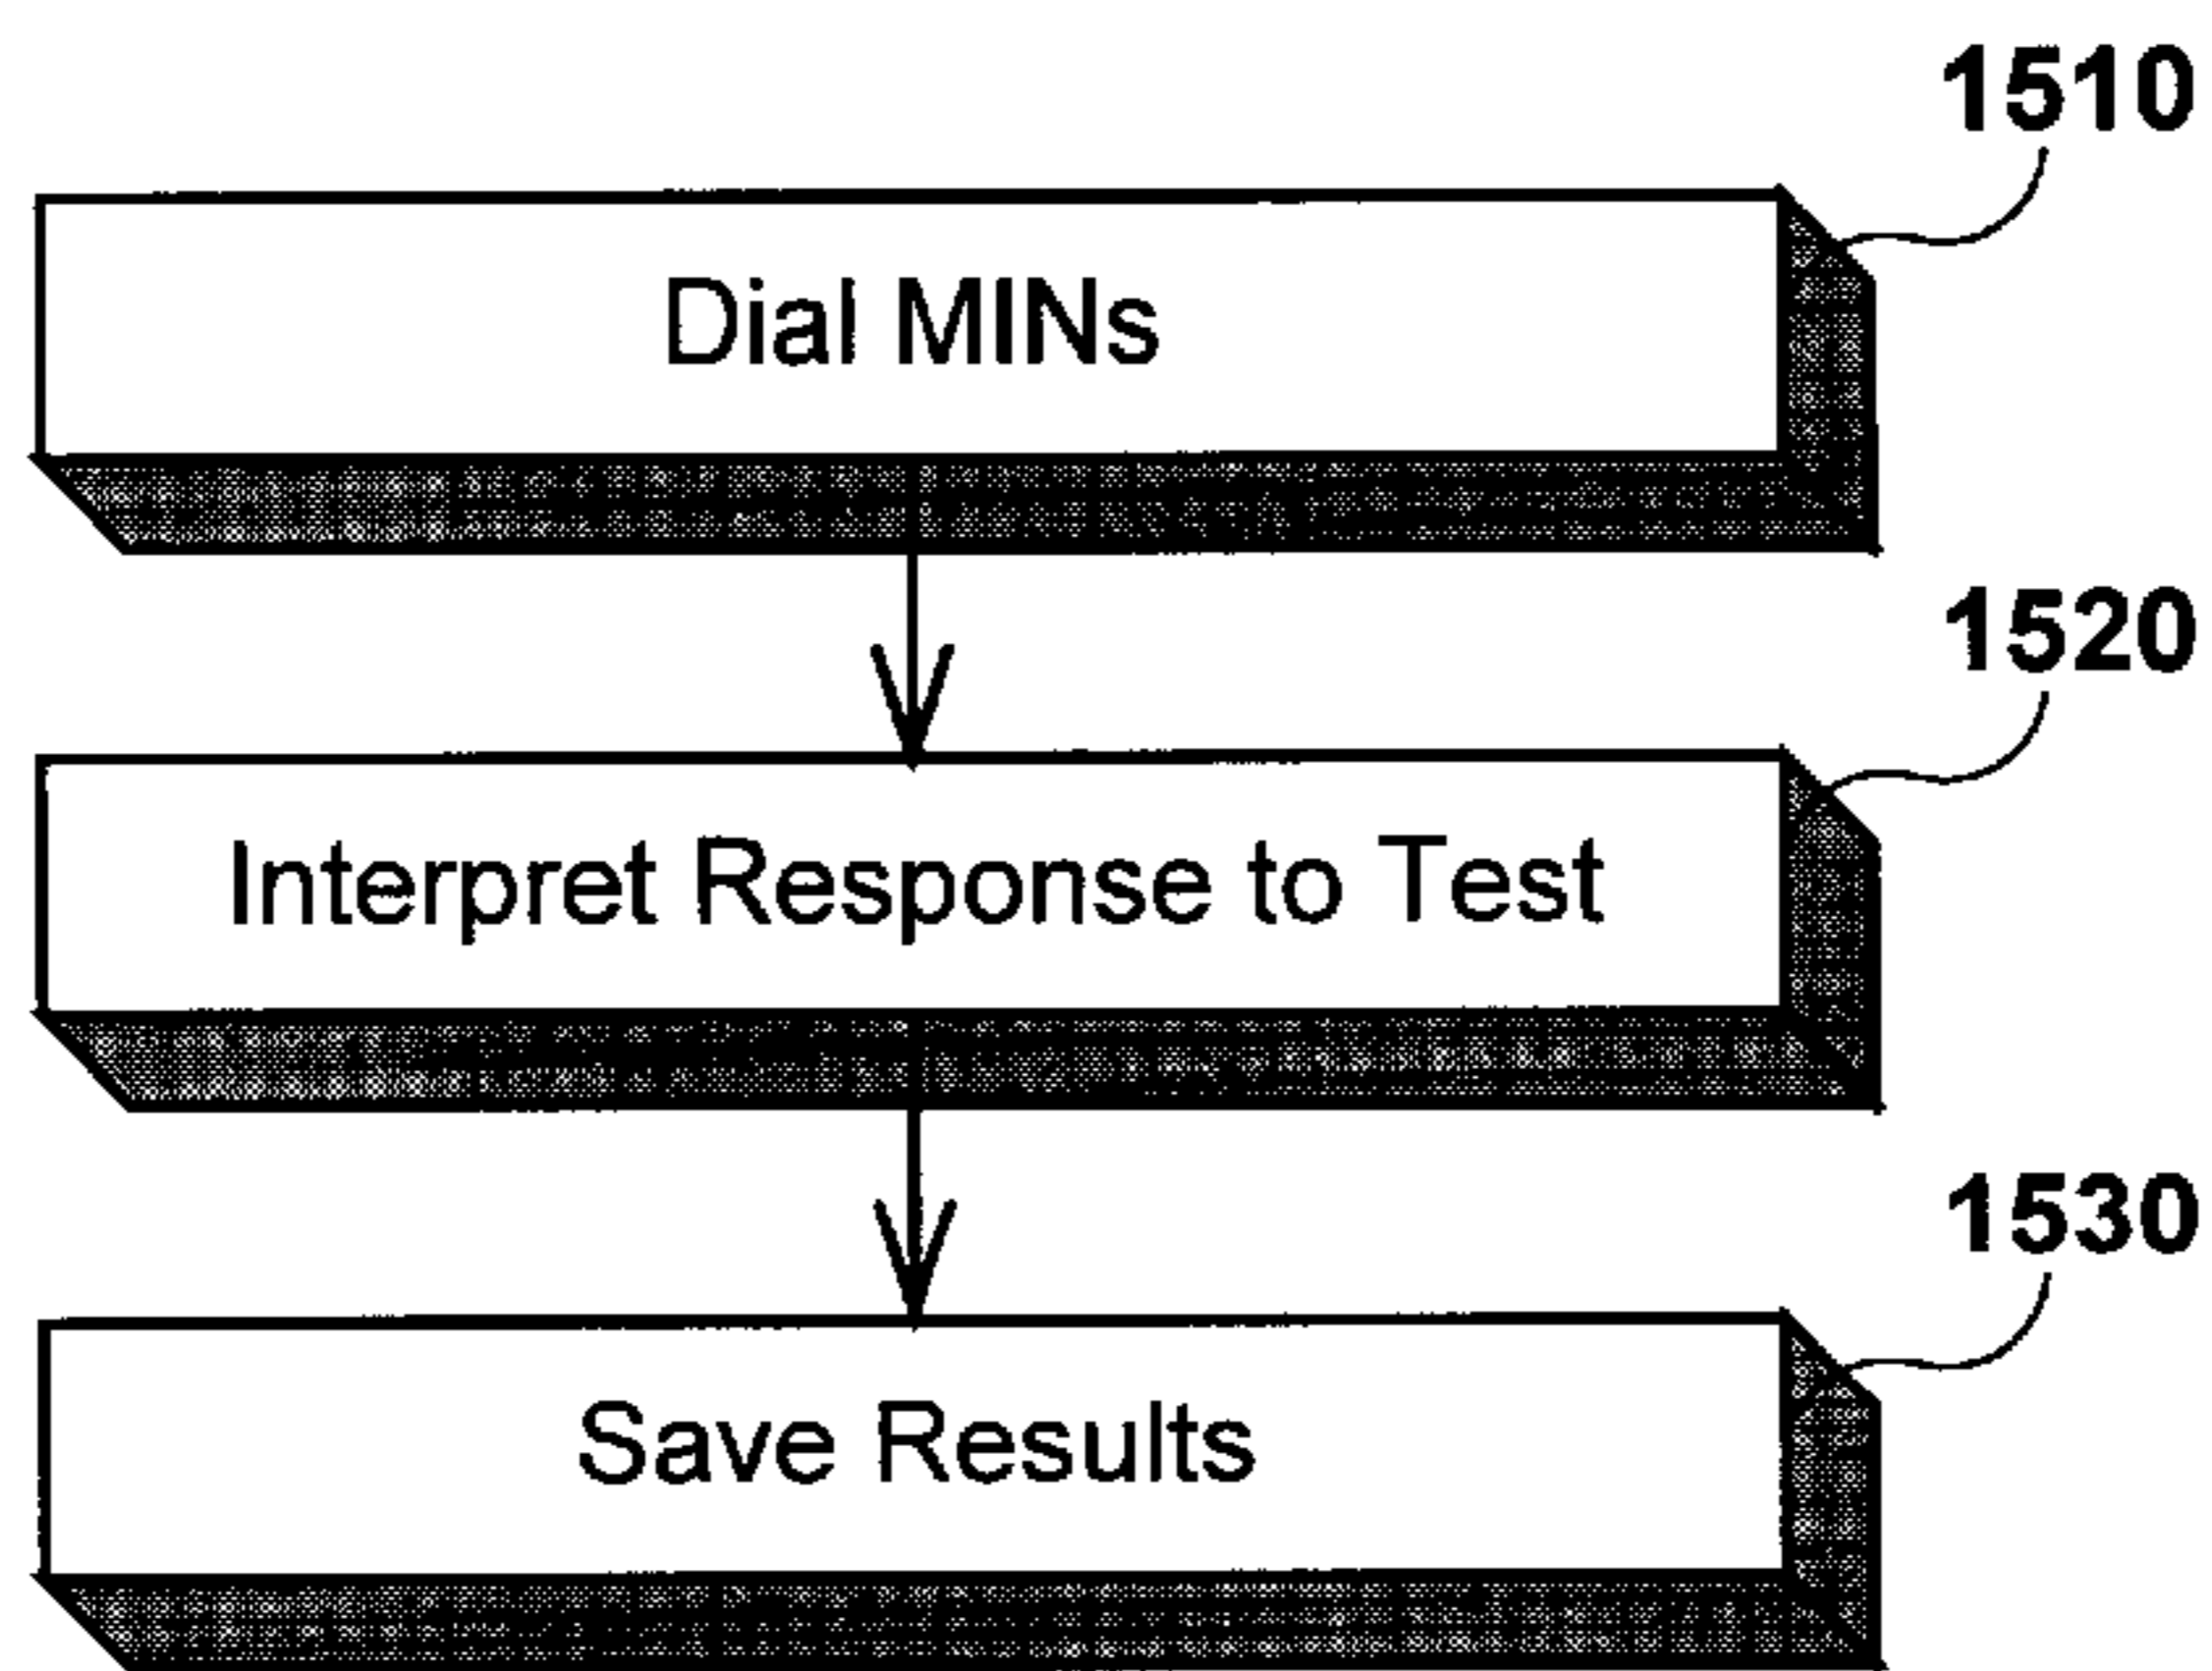 1510
Dial MINs
1520
Interpret Response to Test
1530
Save Results